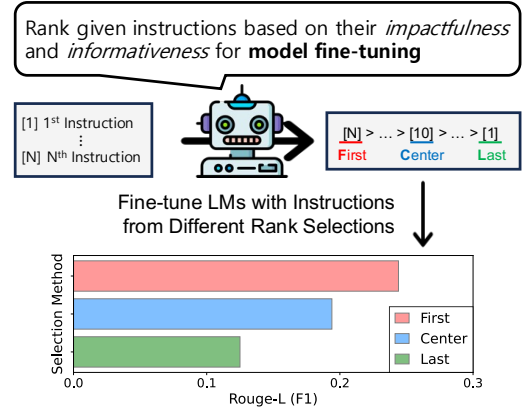 Rank given instructions based on their impactfulness
and informativeness for model fine-tuning
[1] 1st Instruction
⋮
[N] Nth Instruction
[N] > … > [10] > … > [1]
First Center Last
Fine-tune LMs with Instructions
from Different Rank Selections
Selection Method
First
Center
Last
0.0 0.1 0.2 0.3
Rouge-L (F1)